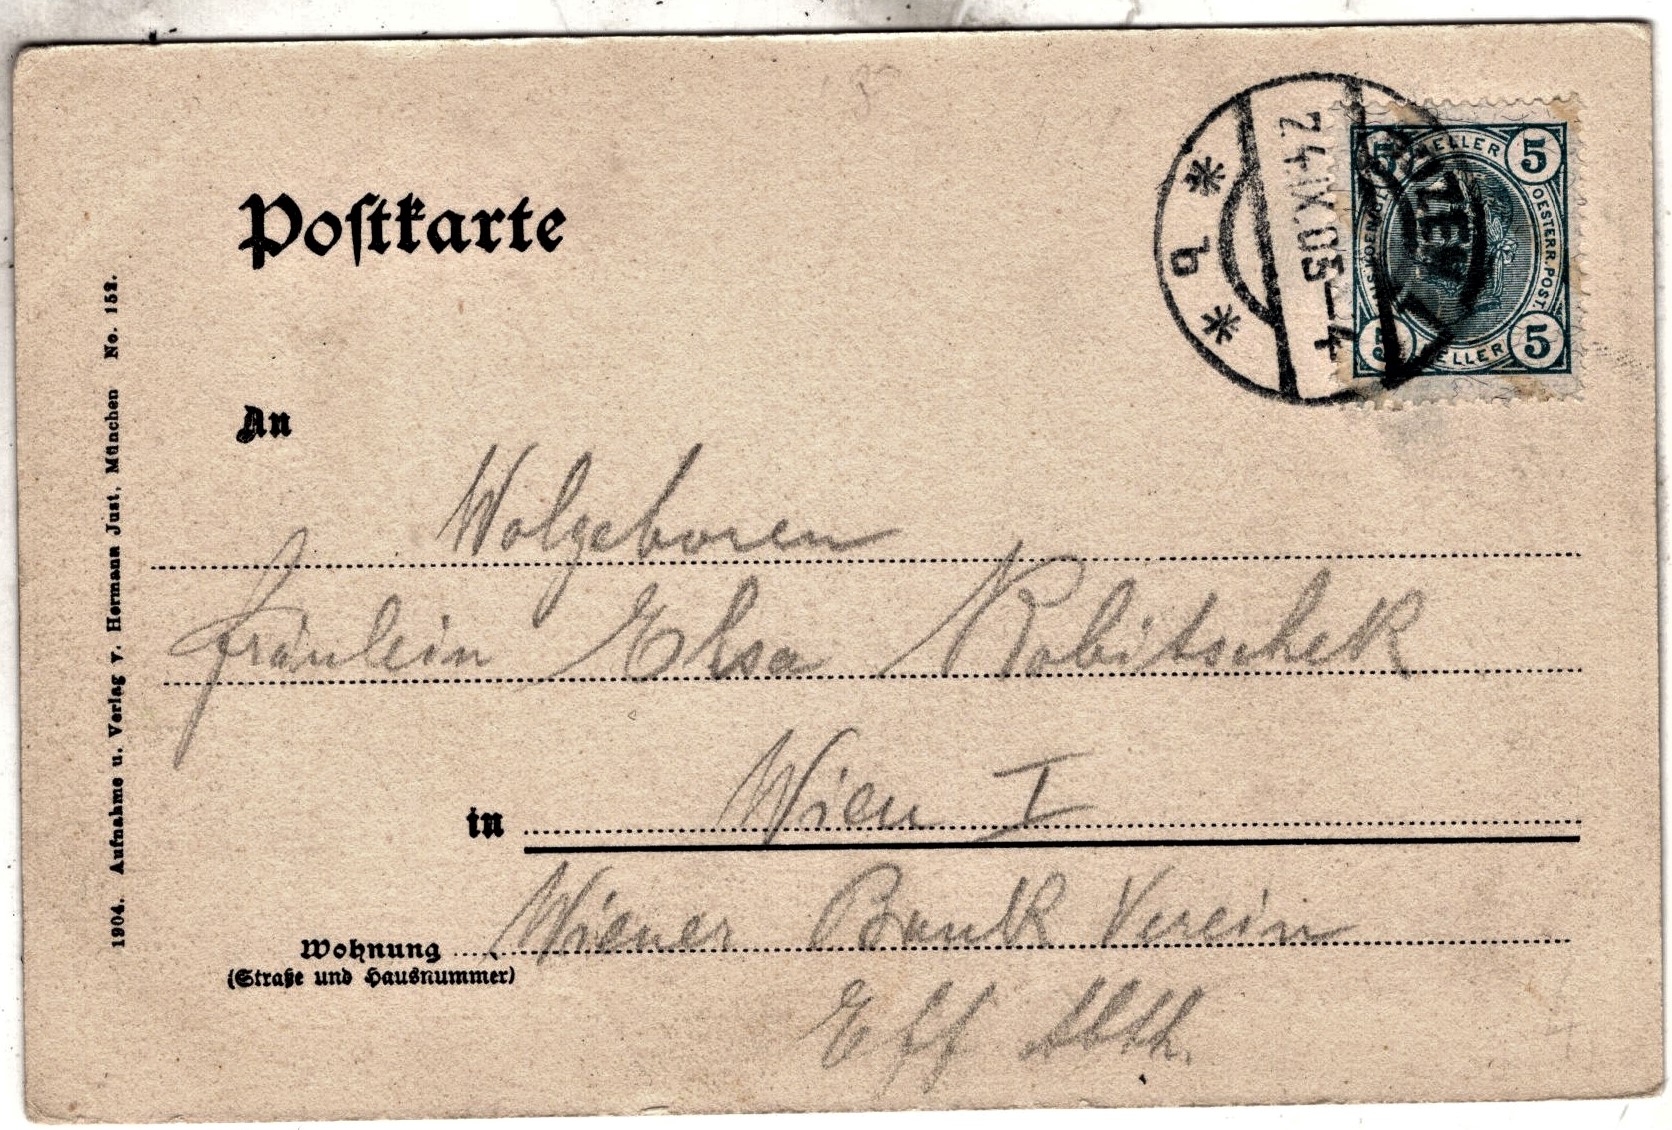 Postkarte
5 HELLER 5
OESTERR. POST.
5 HELLER 5
24.IX.05-4
* b *
An
Wolgeboren
Fräulein Elsa Robitschek
in Wien I
Wohnung Wiener Bank Verein
(Straße und Hausnummer)
Eff Abth.
1904. Aufnahme u. Verlag v. Hermann Just, München No. 152.